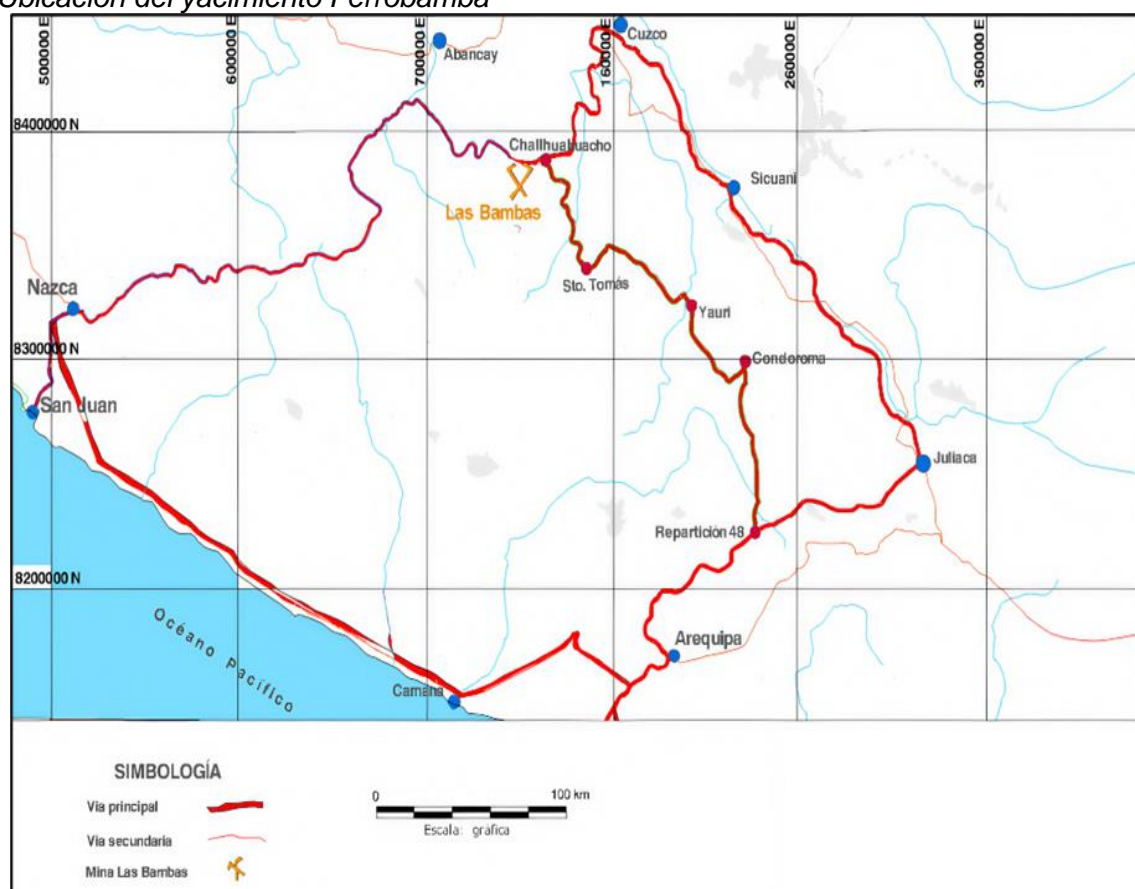 Ubicación del yacimiento Ferrobamba
500000 E
600000 E
700000 E
160000 E
260000 E
360000 E
Cuzco
Abancay
8400000 N
Challhuahuacho
Sicuani
Las Bambas
Sto. Tomás
Nazca
Yauri
8300000 N
Condoroma
San Juan
Juliaca
Repartición 48
8200000 N
Océano Pacífico
Arequipa
Camaná
SIMBOLOGÍA
Vía principal
Vía secundaria
Mina Las Bambas
0
100 km
Escala: gráfica